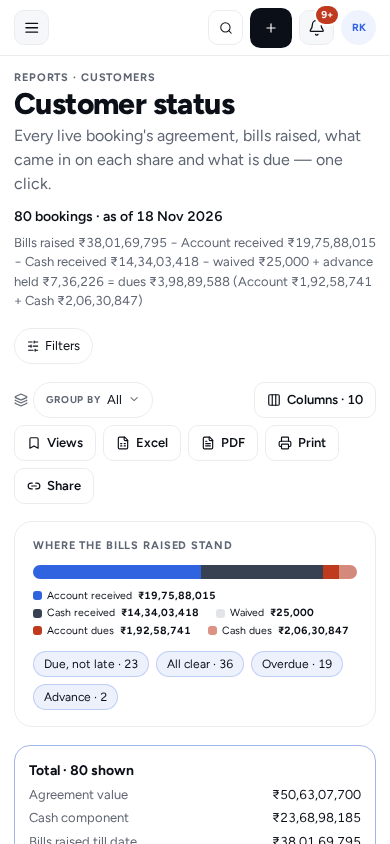 9+
RK
REPORTS · CUSTOMERS
Customer status
Every live booking's agreement, bills raised, what
came in on each share and what is due — one
click.
80 bookings · as of 18 Nov 2026
Bills raised ₹38,01,69,795 − Account received ₹19,75,88,015
− Cash received ₹14,34,03,418 − waived ₹25,000 + advance
held ₹7,36,226 = dues ₹3,98,89,588 (Account ₹1,92,58,741
+ Cash ₹2,06,30,847)
Filters
GROUP BY All
Columns · 10
Views
Excel
PDF
Print
Share
WHERE THE BILLS RAISED STAND
Account received ₹19,75,88,015
Cash received ₹14,34,03,418 Waived ₹25,000
Account dues ₹1,92,58,741 Cash dues ₹2,06,30,847
Due, not late · 23 All clear · 36 Overdue · 19
Advance · 2
Total · 80 shown
Agreement value ₹50,63,07,700
Cash component ₹23,68,98,185
Bills raised till date ₹38,01,69,795